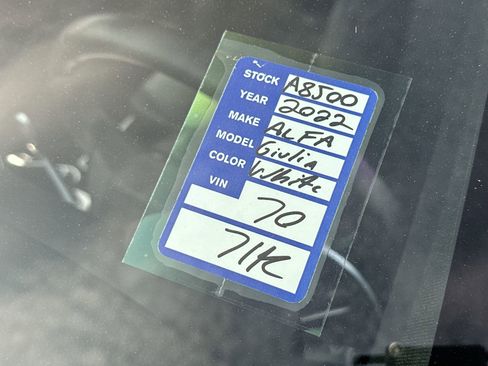 STOCK A8500
YEAR 2022
MAKE ALFA
MODEL Giulia
COLOR White
VIN 70
71K